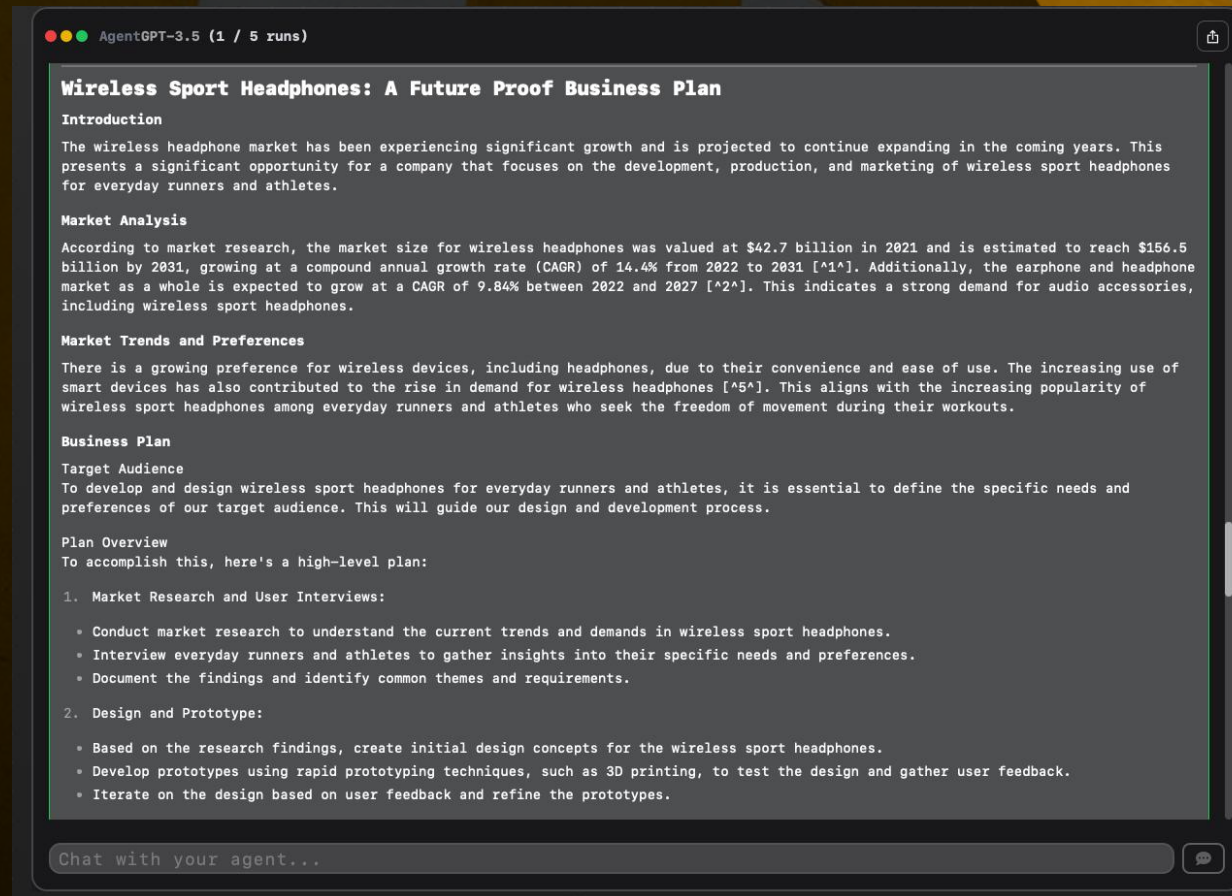 AgentGPT-3.5 (1 / 5 runs)
Wireless Sport Headphones: A Future Proof Business Plan
Introduction
The wireless headphone market has been experiencing significant growth and is projected to continue expanding in the coming years. This
presents a significant opportunity for a company that focuses on the development, production, and marketing of wireless sport headphones
for everyday runners and athletes.
Market Analysis
According to market research, the market size for wireless headphones was valued at $42.7 billion in 2021 and is estimated to reach $156.5
billion by 2031, growing at a compound annual growth rate (CAGR) of 14.4% from 2022 to 2031 [^1^]. Additionally, the earphone and headphone
market as a whole is expected to grow at a CAGR of 9.84% between 2022 and 2027 [^2^]. This indicates a strong demand for audio accessories,
including wireless sport headphones.
Market Trends and Preferences
There is a growing preference for wireless devices, including headphones, due to their convenience and ease of use. The increasing use of
smart devices has also contributed to the rise in demand for wireless headphones [^5^]. This aligns with the increasing popularity of
wireless sport headphones among everyday runners and athletes who seek the freedom of movement during their workouts.
Business Plan
Target Audience
To develop and design wireless sport headphones for everyday runners and athletes, it is essential to define the specific needs and
preferences of our target audience. This will guide our design and development process.
Plan Overview
To accomplish this, here's a high-level plan:
1. Market Research and User Interviews:
• Conduct market research to understand the current trends and demands in wireless sport headphones.
• Interview everyday runners and athletes to gather insights into their specific needs and preferences.
• Document the findings and identify common themes and requirements.
2. Design and Prototype:
• Based on the research findings, create initial design concepts for the wireless sport headphones.
• Develop prototypes using rapid prototyping techniques, such as 3D printing, to test the design and gather user feedback.
• Iterate on the design based on user feedback and refine the prototypes.
Chat with your agent...